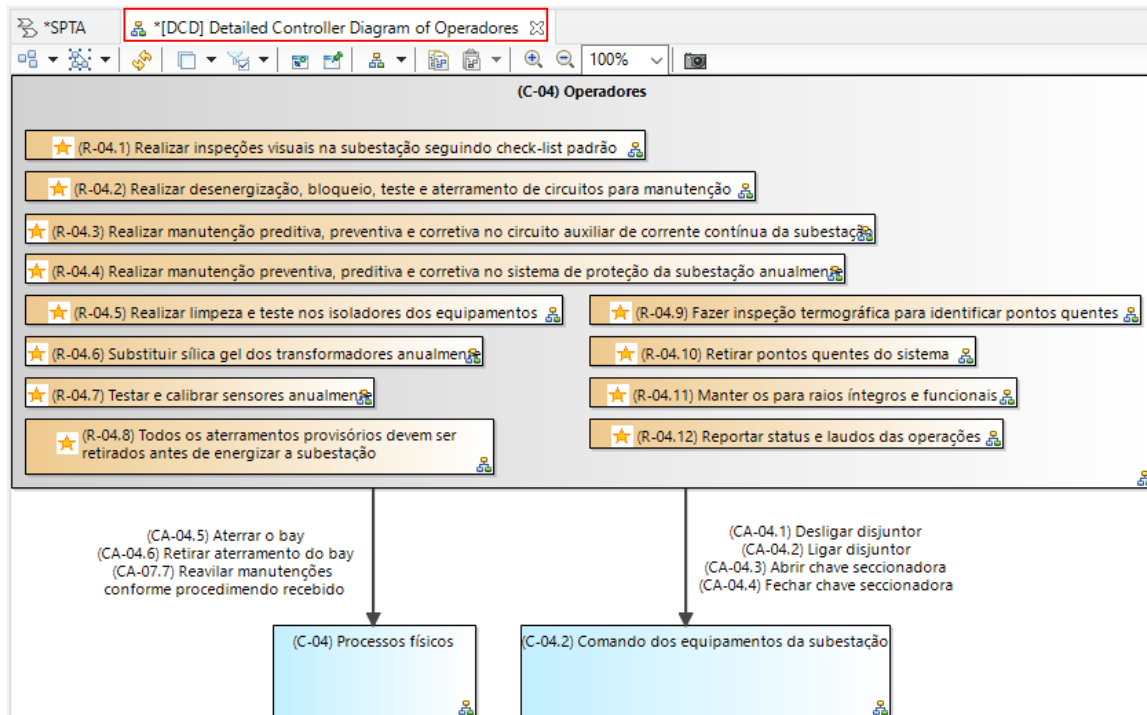 *SPTA
*[DCD] Detailed Controller Diagram of Operadores
100%
(C-04) Operadores
(R-04.1) Realizar inspeções visuais na subestação seguindo check-list padrão
(R-04.2) Realizar desenergização, bloqueio, teste e aterramento de circuitos para manutenção
(R-04.3) Realizar manutenção preditiva, preventiva e corretiva no circuito auxiliar de corrente contínua da subestação
(R-04.4) Realizar manutenção preventiva, preditiva e corretiva no sistema de proteção da subestação anualmente
(R-04.5) Realizar limpeza e teste nos isoladores dos equipamentos
(R-04.6) Substituir sílica gel dos transformadores anualmente
(R-04.7) Testar e calibrar sensores anualmente
(R-04.8) Todos os aterramentos provisórios devem ser
retirados antes de energizar a subestação
(R-04.9) Fazer inspeção termográfica para identificar pontos quentes
(R-04.10) Retirar pontos quentes do sistema
(R-04.11) Manter os para raios íntegros e funcionais
(R-04.12) Reportar status e laudos das operações
(CA-04.5) Aterrar o bay
(CA-04.6) Retirar aterramento do bay
(CA-07.7) Reavilar manutenções
conforme procedimendo recebido
(CA-04.1) Desligar disjuntor
(CA-04.2) Ligar disjuntor
(CA-04.3) Abrir chave seccionadora
(CA-04.4) Fechar chave seccionadora
(C-04) Processos físicos
(C-04.2) Comando dos equipamentos da subestação